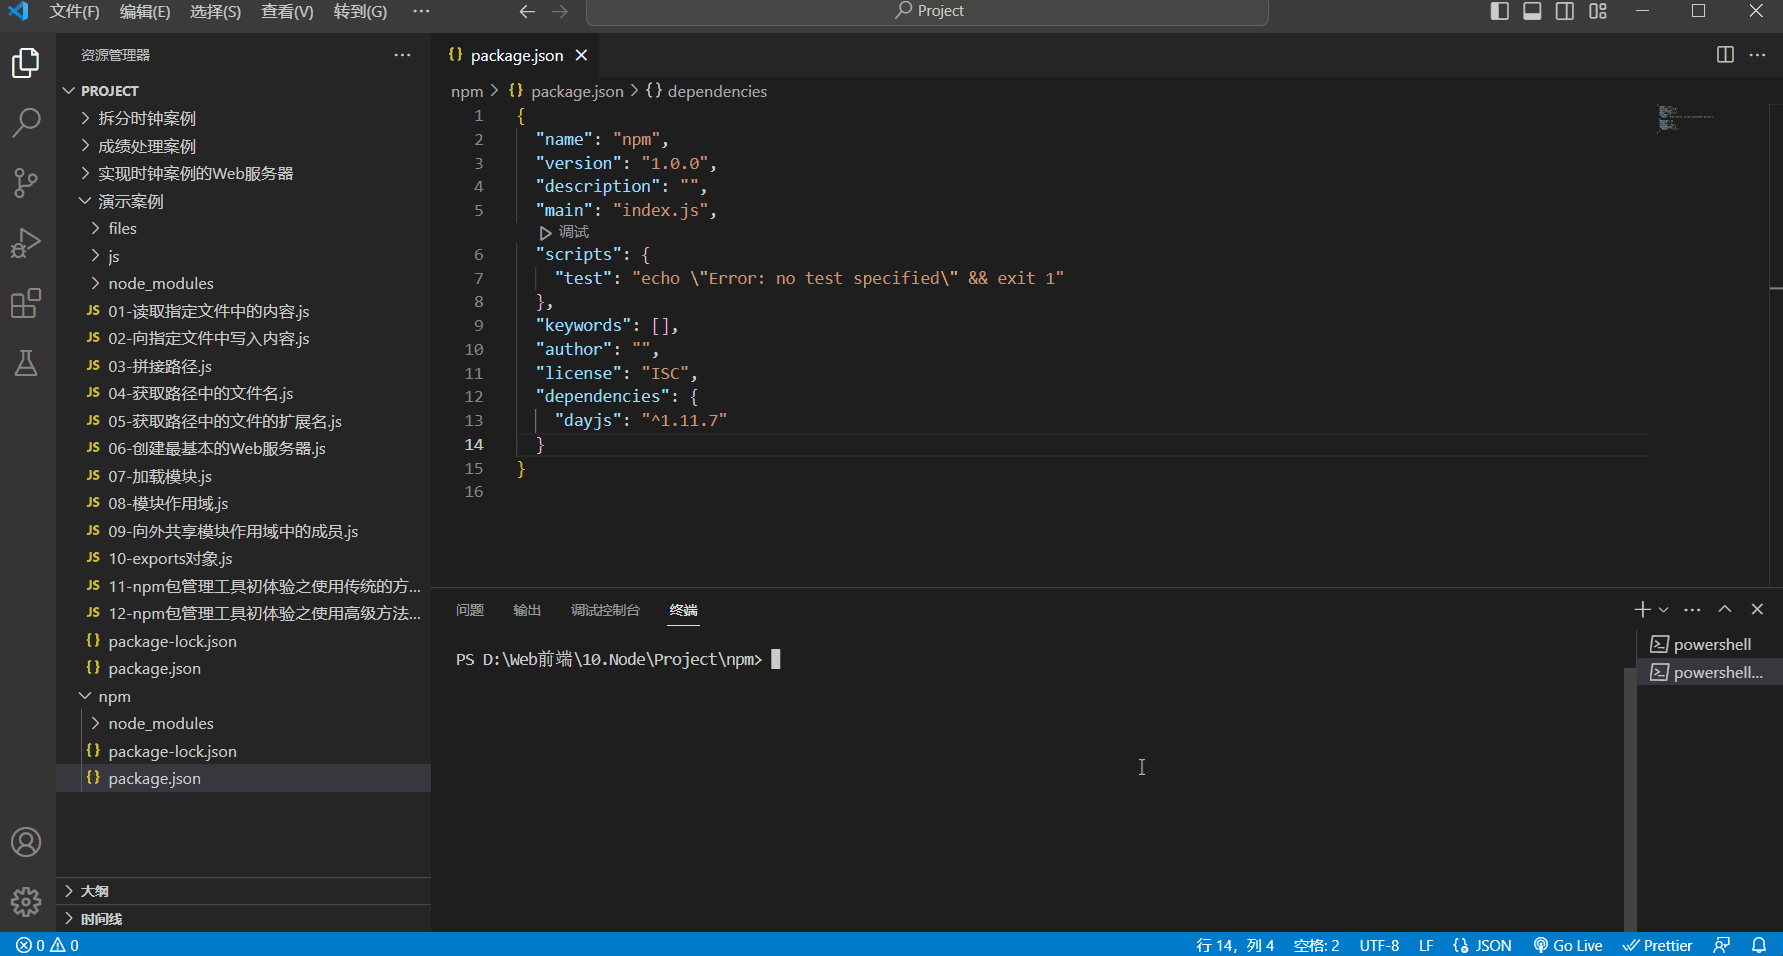 文件(F) 编辑(E) 选择(S) 查看(V) 转到(G) ··· Project
资源管理器 ···
PROJECT
拆分时钟案例
成绩处理案例
实现时钟案例的Web服务器
演示案例
files
js
node_modules
JS 01-读取指定文件中的内容.js
JS 02-向指定文件中写入内容.js
JS 03-拼接路径.js
JS 04-获取路径中的文件名.js
JS 05-获取路径中的文件的扩展名.js
JS 06-创建最基本的Web服务器.js
JS 07-加载模块.js
JS 08-模块作用域.js
JS 09-向外共享模块作用域中的成员.js
JS 10-exports对象.js
JS 11-npm包管理工具初体验之使用传统的方...
JS 12-npm包管理工具初体验之使用高级方法...
{} package-lock.json
{} package.json
npm
node_modules
{} package-lock.json
{} package.json
大纲
时间线
{} package.json
npm > {} package.json > {} dependencies
1 {
2 "name": "npm",
3 "version": "1.0.0",
4 "description": "",
5 "main": "index.js",
调试
6 "scripts": {
7 "test": "echo \"Error: no test specified\" && exit 1"
8 },
9 "keywords": [],
10 "author": "",
11 "license": "ISC",
12 "dependencies": {
13 "dayjs": "^1.11.7"
14 }
15 }
16
问题 输出 调试控制台 终端
PS D:\Web前端\10.Node\Project\npm>
powershell
powershell...
0 0 行 14，列 4 空格: 2 UTF-8 LF JSON Go Live Prettier